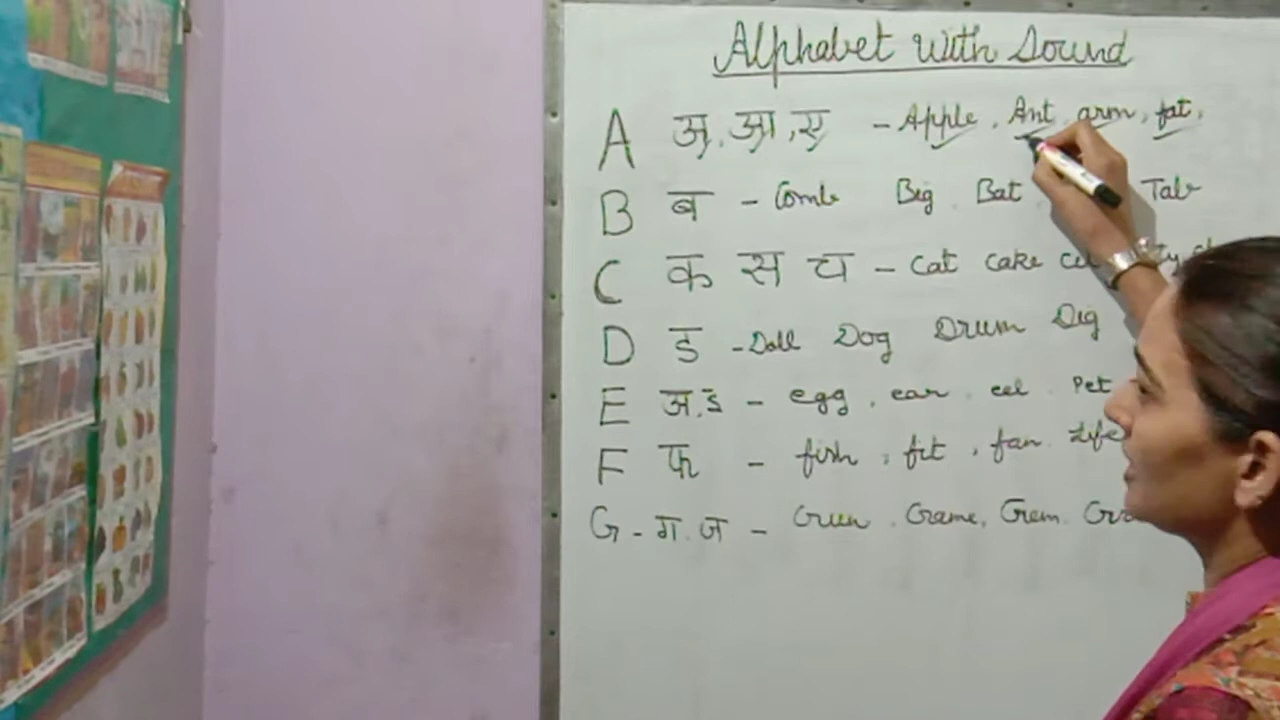 Alphabet with Sound
A अ, आ, ए - Apple, Ant, arm, fat,
B ब - Comb Big Bat Tab
C क स च - Cat Cake
D ड - Doll Dog Drum Dig
E अ, इ - egg, ear, eel, Pet
F फ - fish, fit, fan, Life
G - ग, ज - Green, Game, Gem